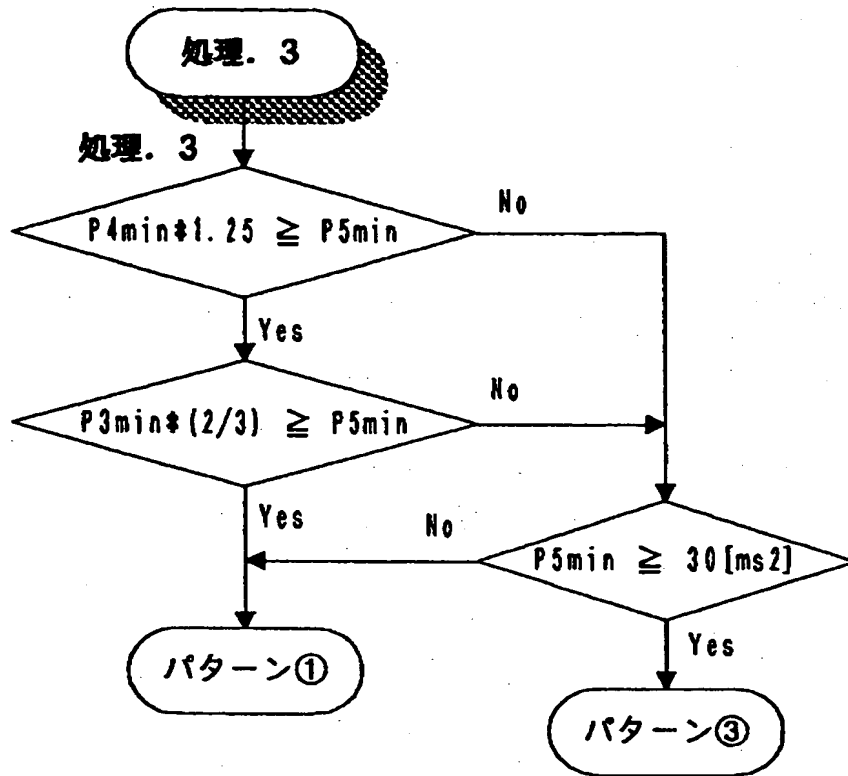 処理. 3
処理. 3
P4min*1.25 ≧ P5min
No
Yes
P3min*(2/3) ≧ P5min
No
Yes
No
P5min ≧ 30[ms2]
Yes
パターン①
パターン③